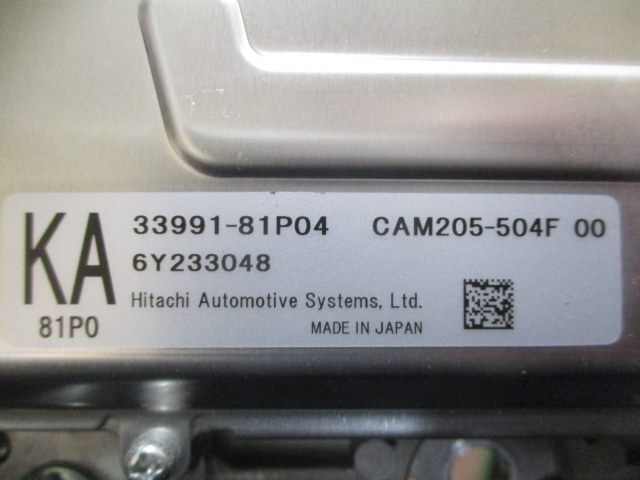 KA
81P0
33991-81P04 CAM205-504F 00
6Y233048
Hitachi Automotive Systems, Ltd.
MADE IN JAPAN